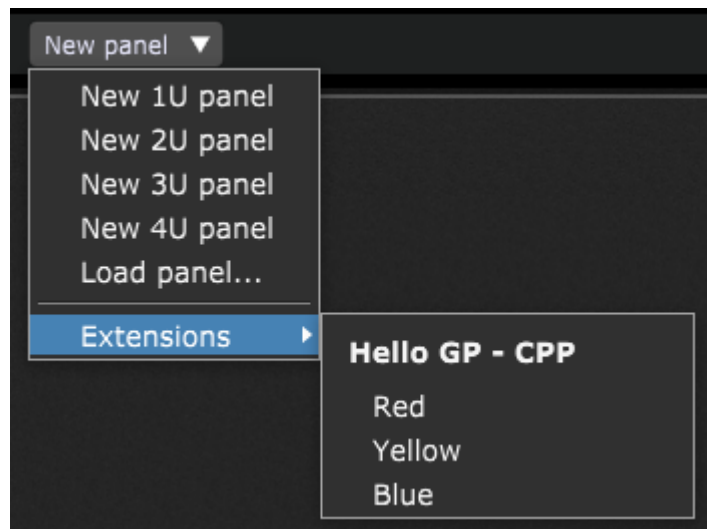 New panel ▼
New 1U panel
New 2U panel
New 3U panel
New 4U panel
Load panel...
Extensions
Hello GP - CPP
Red
Yellow
Blue